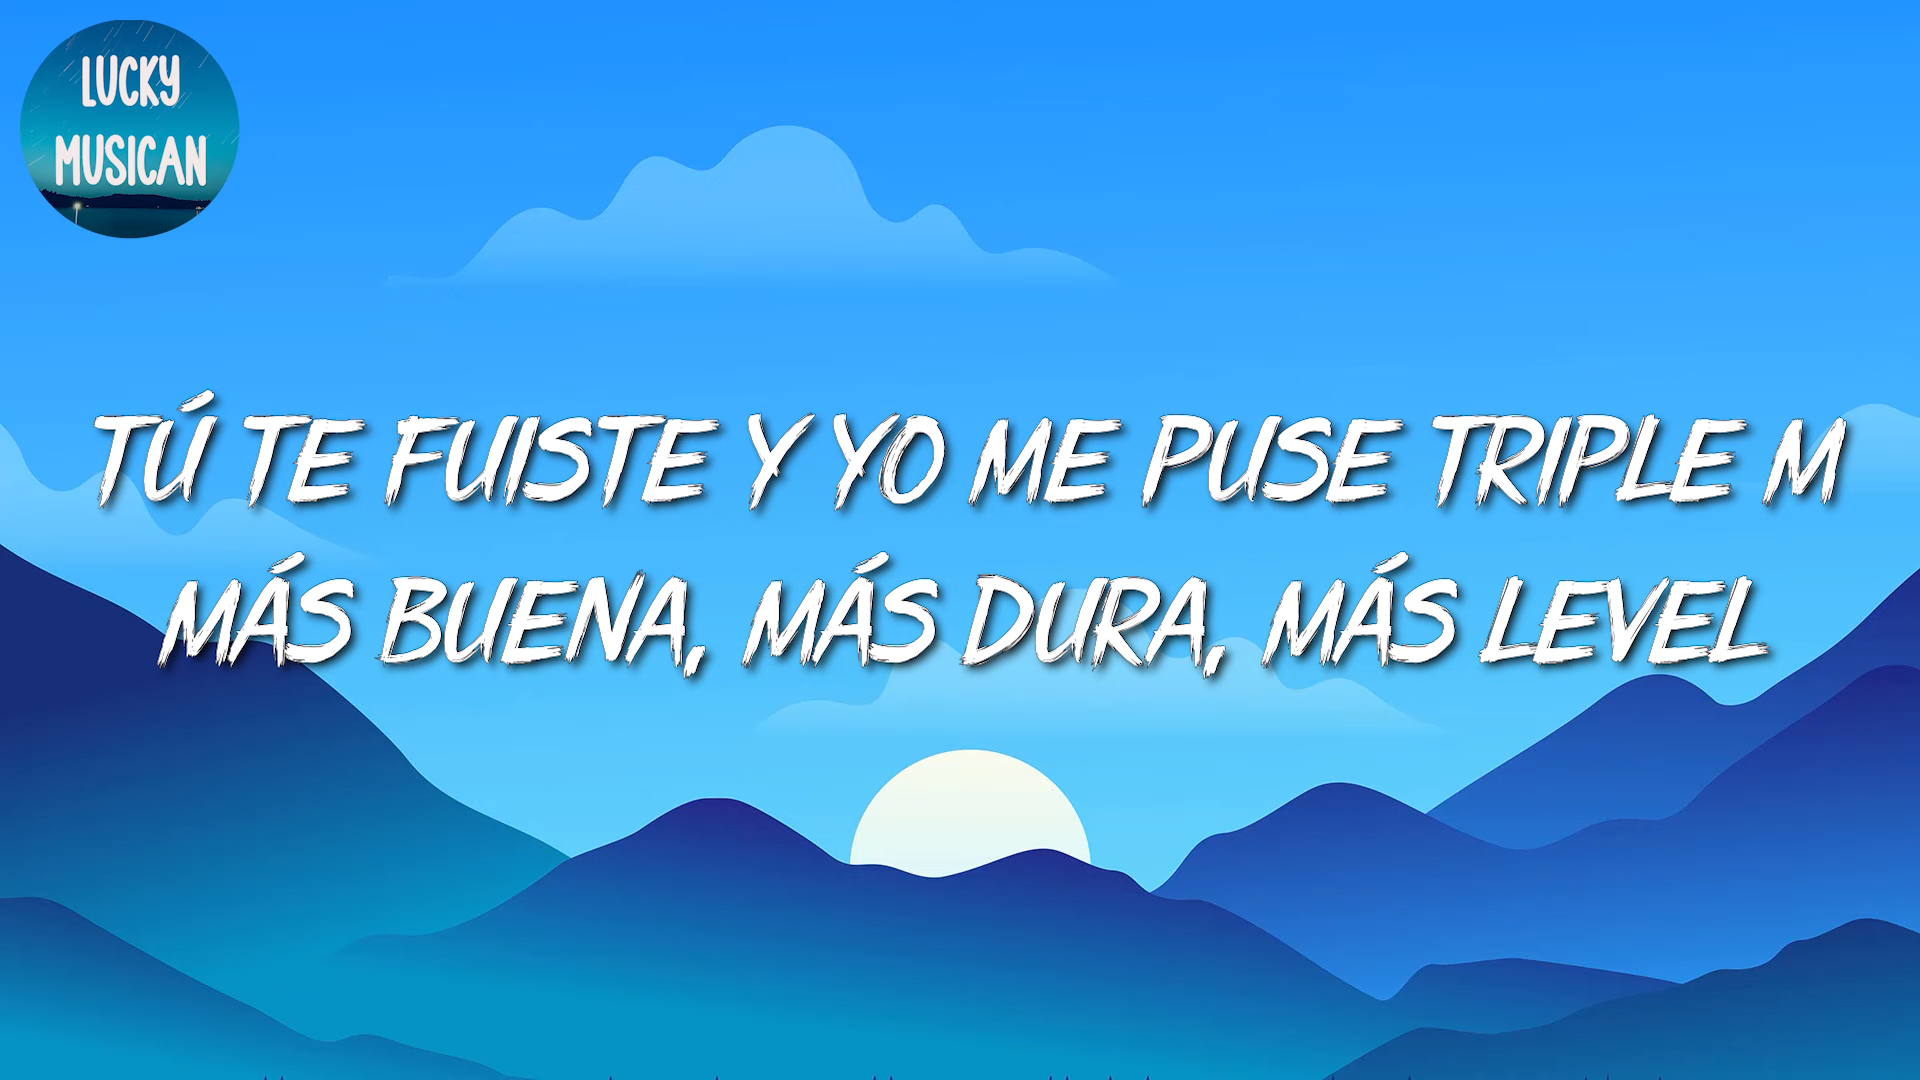 LUCKY
MUSICAN
TÚ TE FUISTE Y YO ME PUSE TRIPLE M
MÁS BUENA, MÁS DURA, MÁS LEVEL